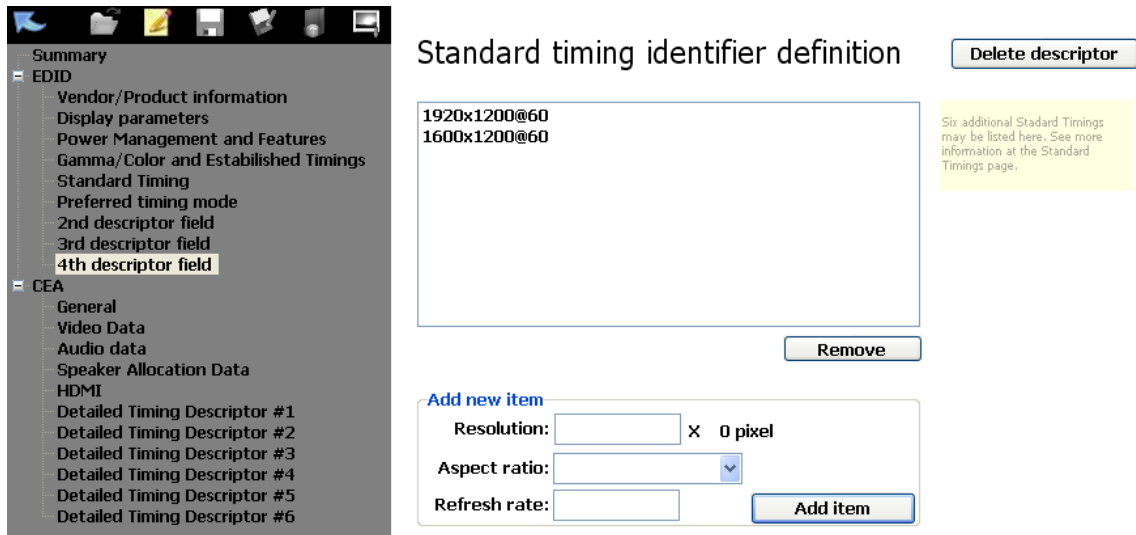 Summary
EDID
Vendor/Product information
Display parameters
Power Management and Features
Gamma/Color and Estabilished Timings
Standard Timing
Preferred timing mode
2nd descriptor field
3rd descriptor field
4th descriptor field
CEA
General
Video Data
Audio data
Speaker Allocation Data
HDMI
Detailed Timing Descriptor #1
Detailed Timing Descriptor #2
Detailed Timing Descriptor #3
Detailed Timing Descriptor #4
Detailed Timing Descriptor #5
Detailed Timing Descriptor #6
Standard timing identifier definition
Delete descriptor
1920x1200@60
1600x1200@60
Six additional Stadard Timings
may be listed here. See more
information at the Standard
Timings page.
Remove
Add new item
Resolution: X 0 pixel
Aspect ratio:
Refresh rate:
Add item